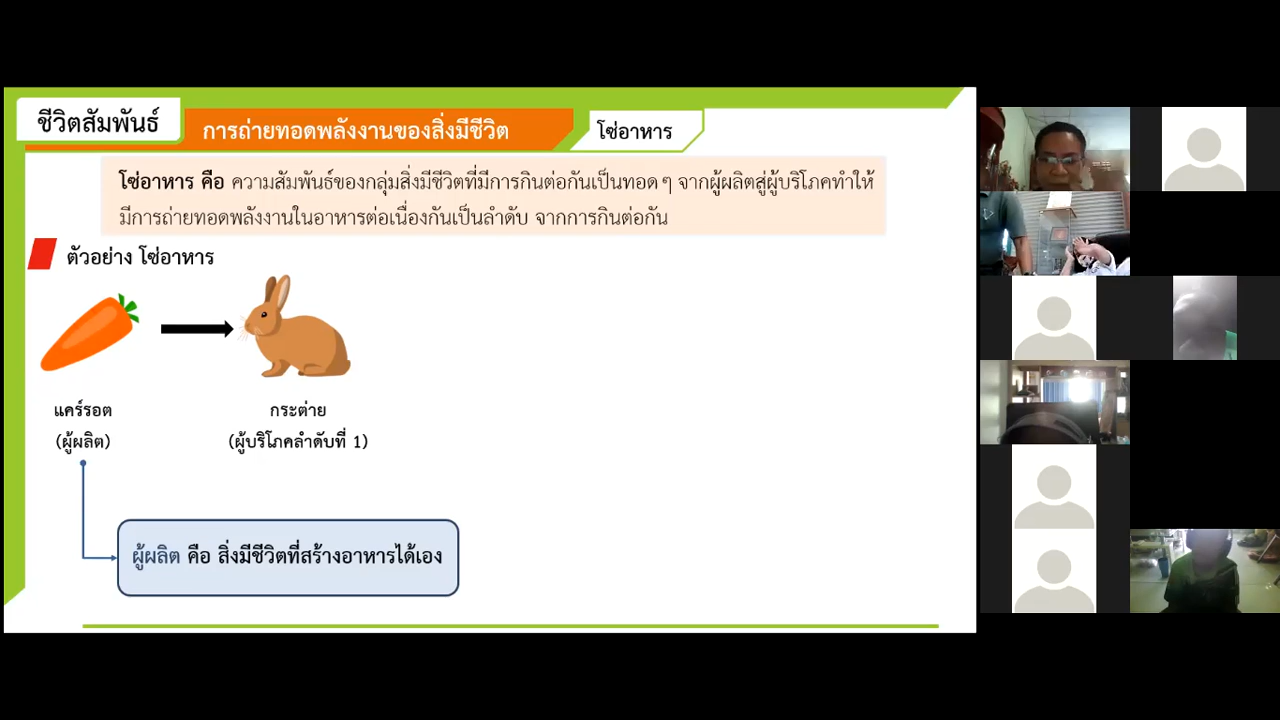 ชีวิตสัมพันธ์
การถ่ายทอดพลังงานของสิ่งมีชีวิต
โซ่อาหาร
โซ่อาหาร คือ ความสัมพันธ์ของกลุ่มสิ่งมีชีวิตที่มีการกินต่อกันเป็นทอด ๆ จากผู้ผลิตสู่ผู้บริโภคทำให้
มีการถ่ายทอดพลังงานในอาหารต่อเนื่องกันเป็นลำดับ จากการกินต่อกัน
ตัวอย่าง โซ่อาหาร
แคร์รอต
(ผู้ผลิต)
กระต่าย
(ผู้บริโภคลำดับที่ 1)
ผู้ผลิต คือ สิ่งมีชีวิตที่สร้างอาหารได้เอง